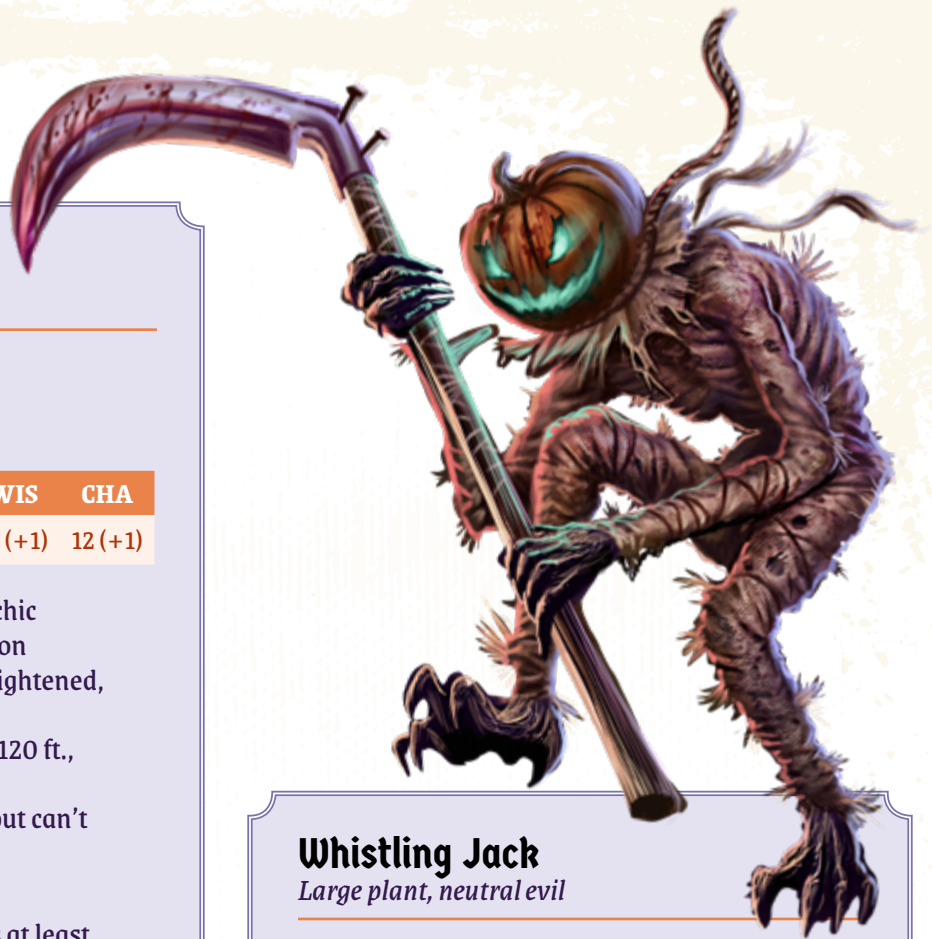 WIS CHA
(+1) 12 (+1)
chic
on
ightened,
120 ft.,
out can't
at least
Whistling Jack
Large plant, neutral evil